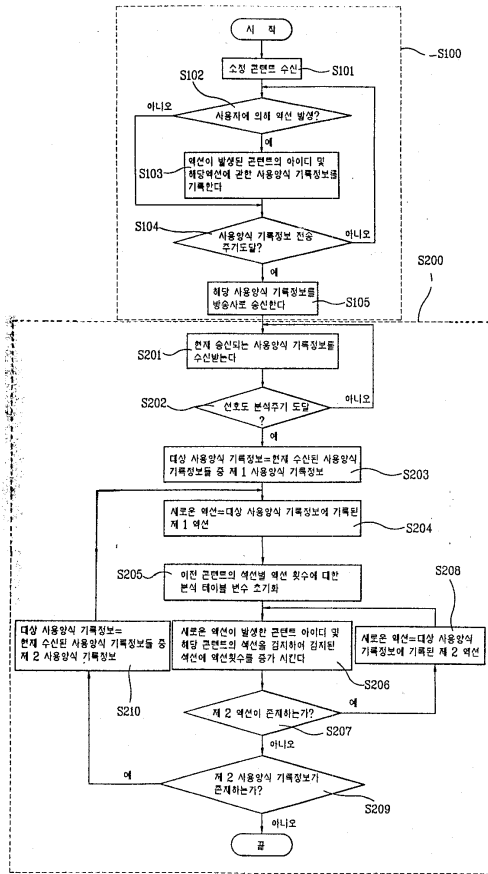 시 작
S100
소정 콘텐트 수신
S101
S102
아니오
사용자에 의해 액션 발생?
예
S103
액션이 발생된 콘텐트의 아이디 및
해당액션에 관한 사용양식 기록정보를
기록한다
S104
사용양식 기록정보 전송
주기도달?
아니오
예
S200
해당 사용양식 기록정보를
방송사로 송신한다
S105
S201
현재 송신되는 사용양식 기록정보를
수신받는다
S202
선호도 분석주기 도달
?
아니오
예
대상 사용양식 기록정보=현재 수신된 사용양식
기록정보들 중 제 1 사용양식 기록정보
S203
새로운 액션=대상 사용양식 기록정보에 기록된
제 1 액션
S204
S205
이전 콘텐트의 섹션별 액션 횟수에 대한
분석 테이블 변수 초기화
S208
대상 사용양식 기록정보=
현재 수신된 사용양식 기록정보들 중
제 2 사용양식 기록정보
S210
새로운 액션이 발생한 콘텐트 아이디 및
해당 콘텐트의 섹션을 감지하여 감지된
섹션에 액션횟수를 증가 시킨다
S206
새로운 액션=대상 사용양식
기록정보에 기록된 제 2 액션
제 2 액션이 존재하는가?
예
S207
아니오
예
제 2 사용양식 기록정보가
존재하는가?
S209
아니오
끝